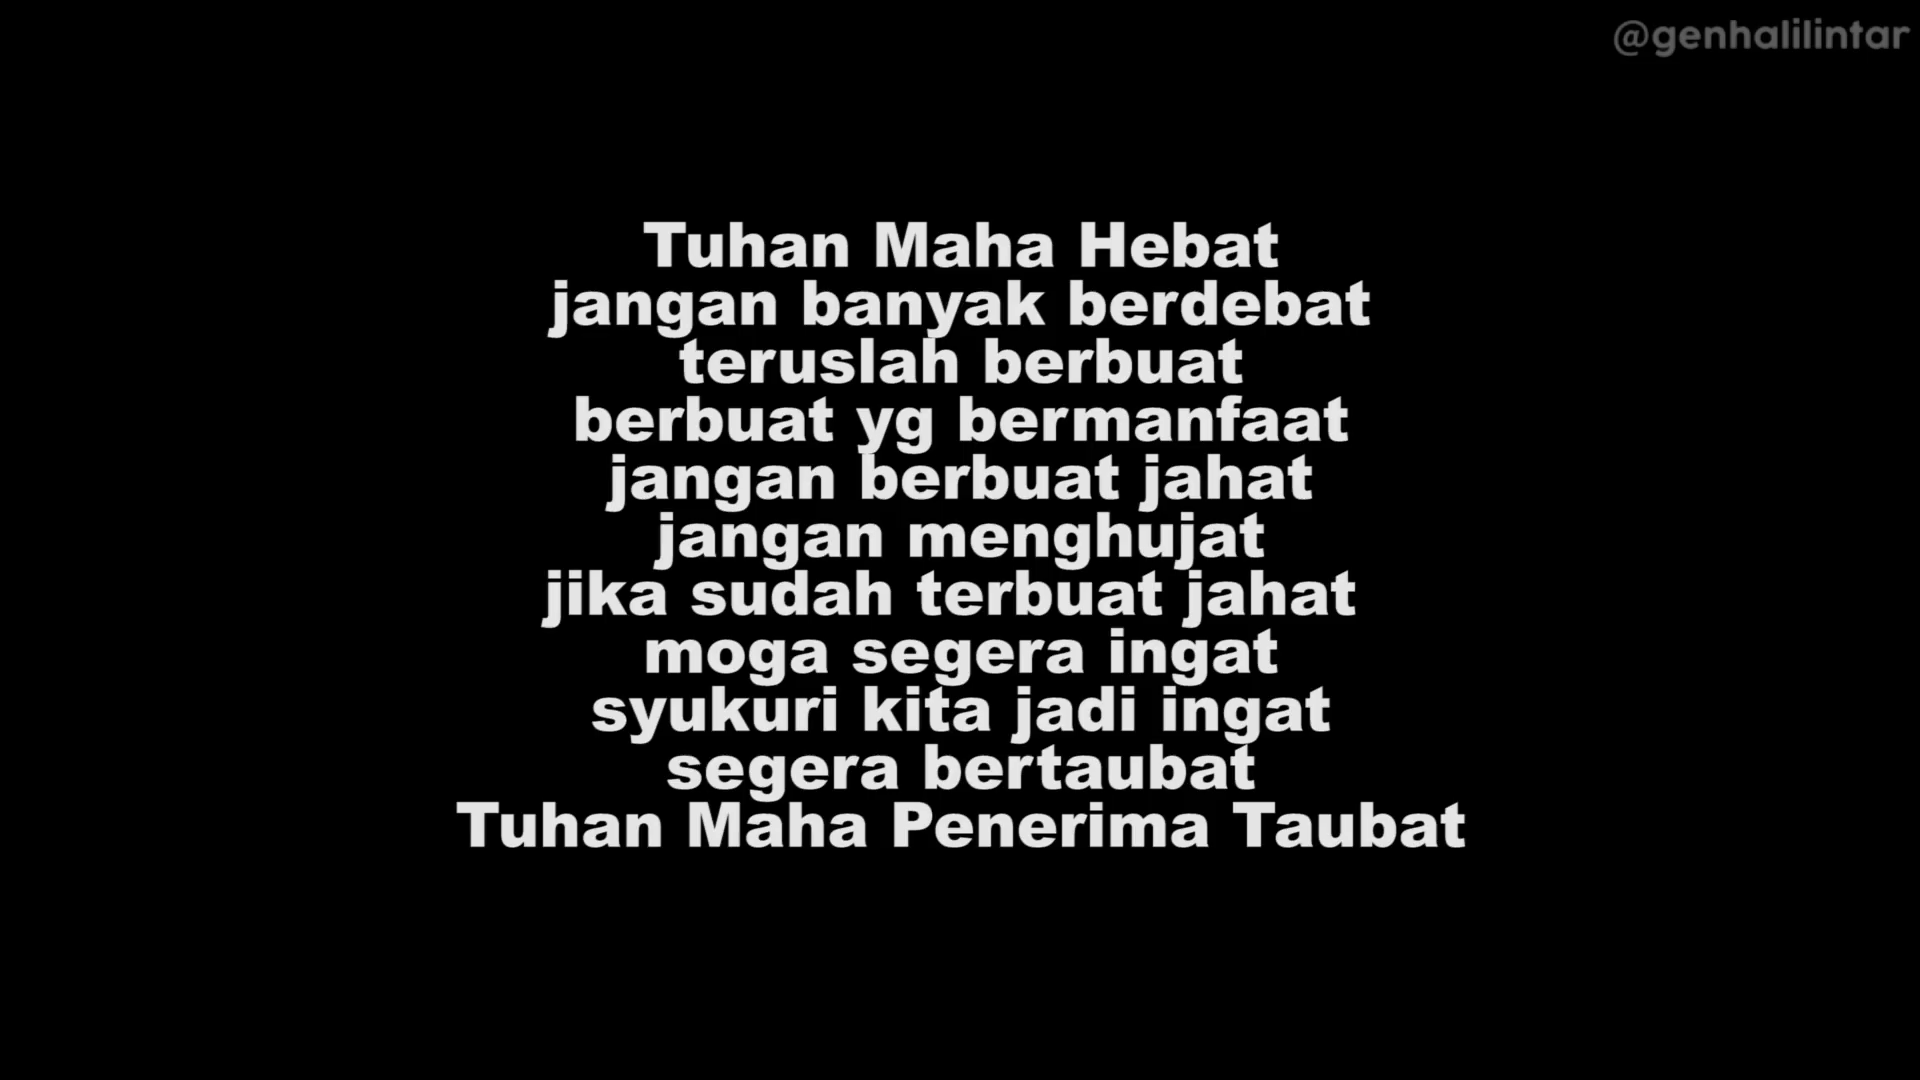 @genhalilintar
Tuhan Maha Hebat
jangan banyak berdebat
teruslah berbuat
berbuat yg bermanfaat
jangan berbuat jahat
jangan menghujat
jika sudah terbuat jahat
moga segera ingat
syukuri kita jadi ingat
segera bertaubat
Tuhan Maha Penerima Taubat